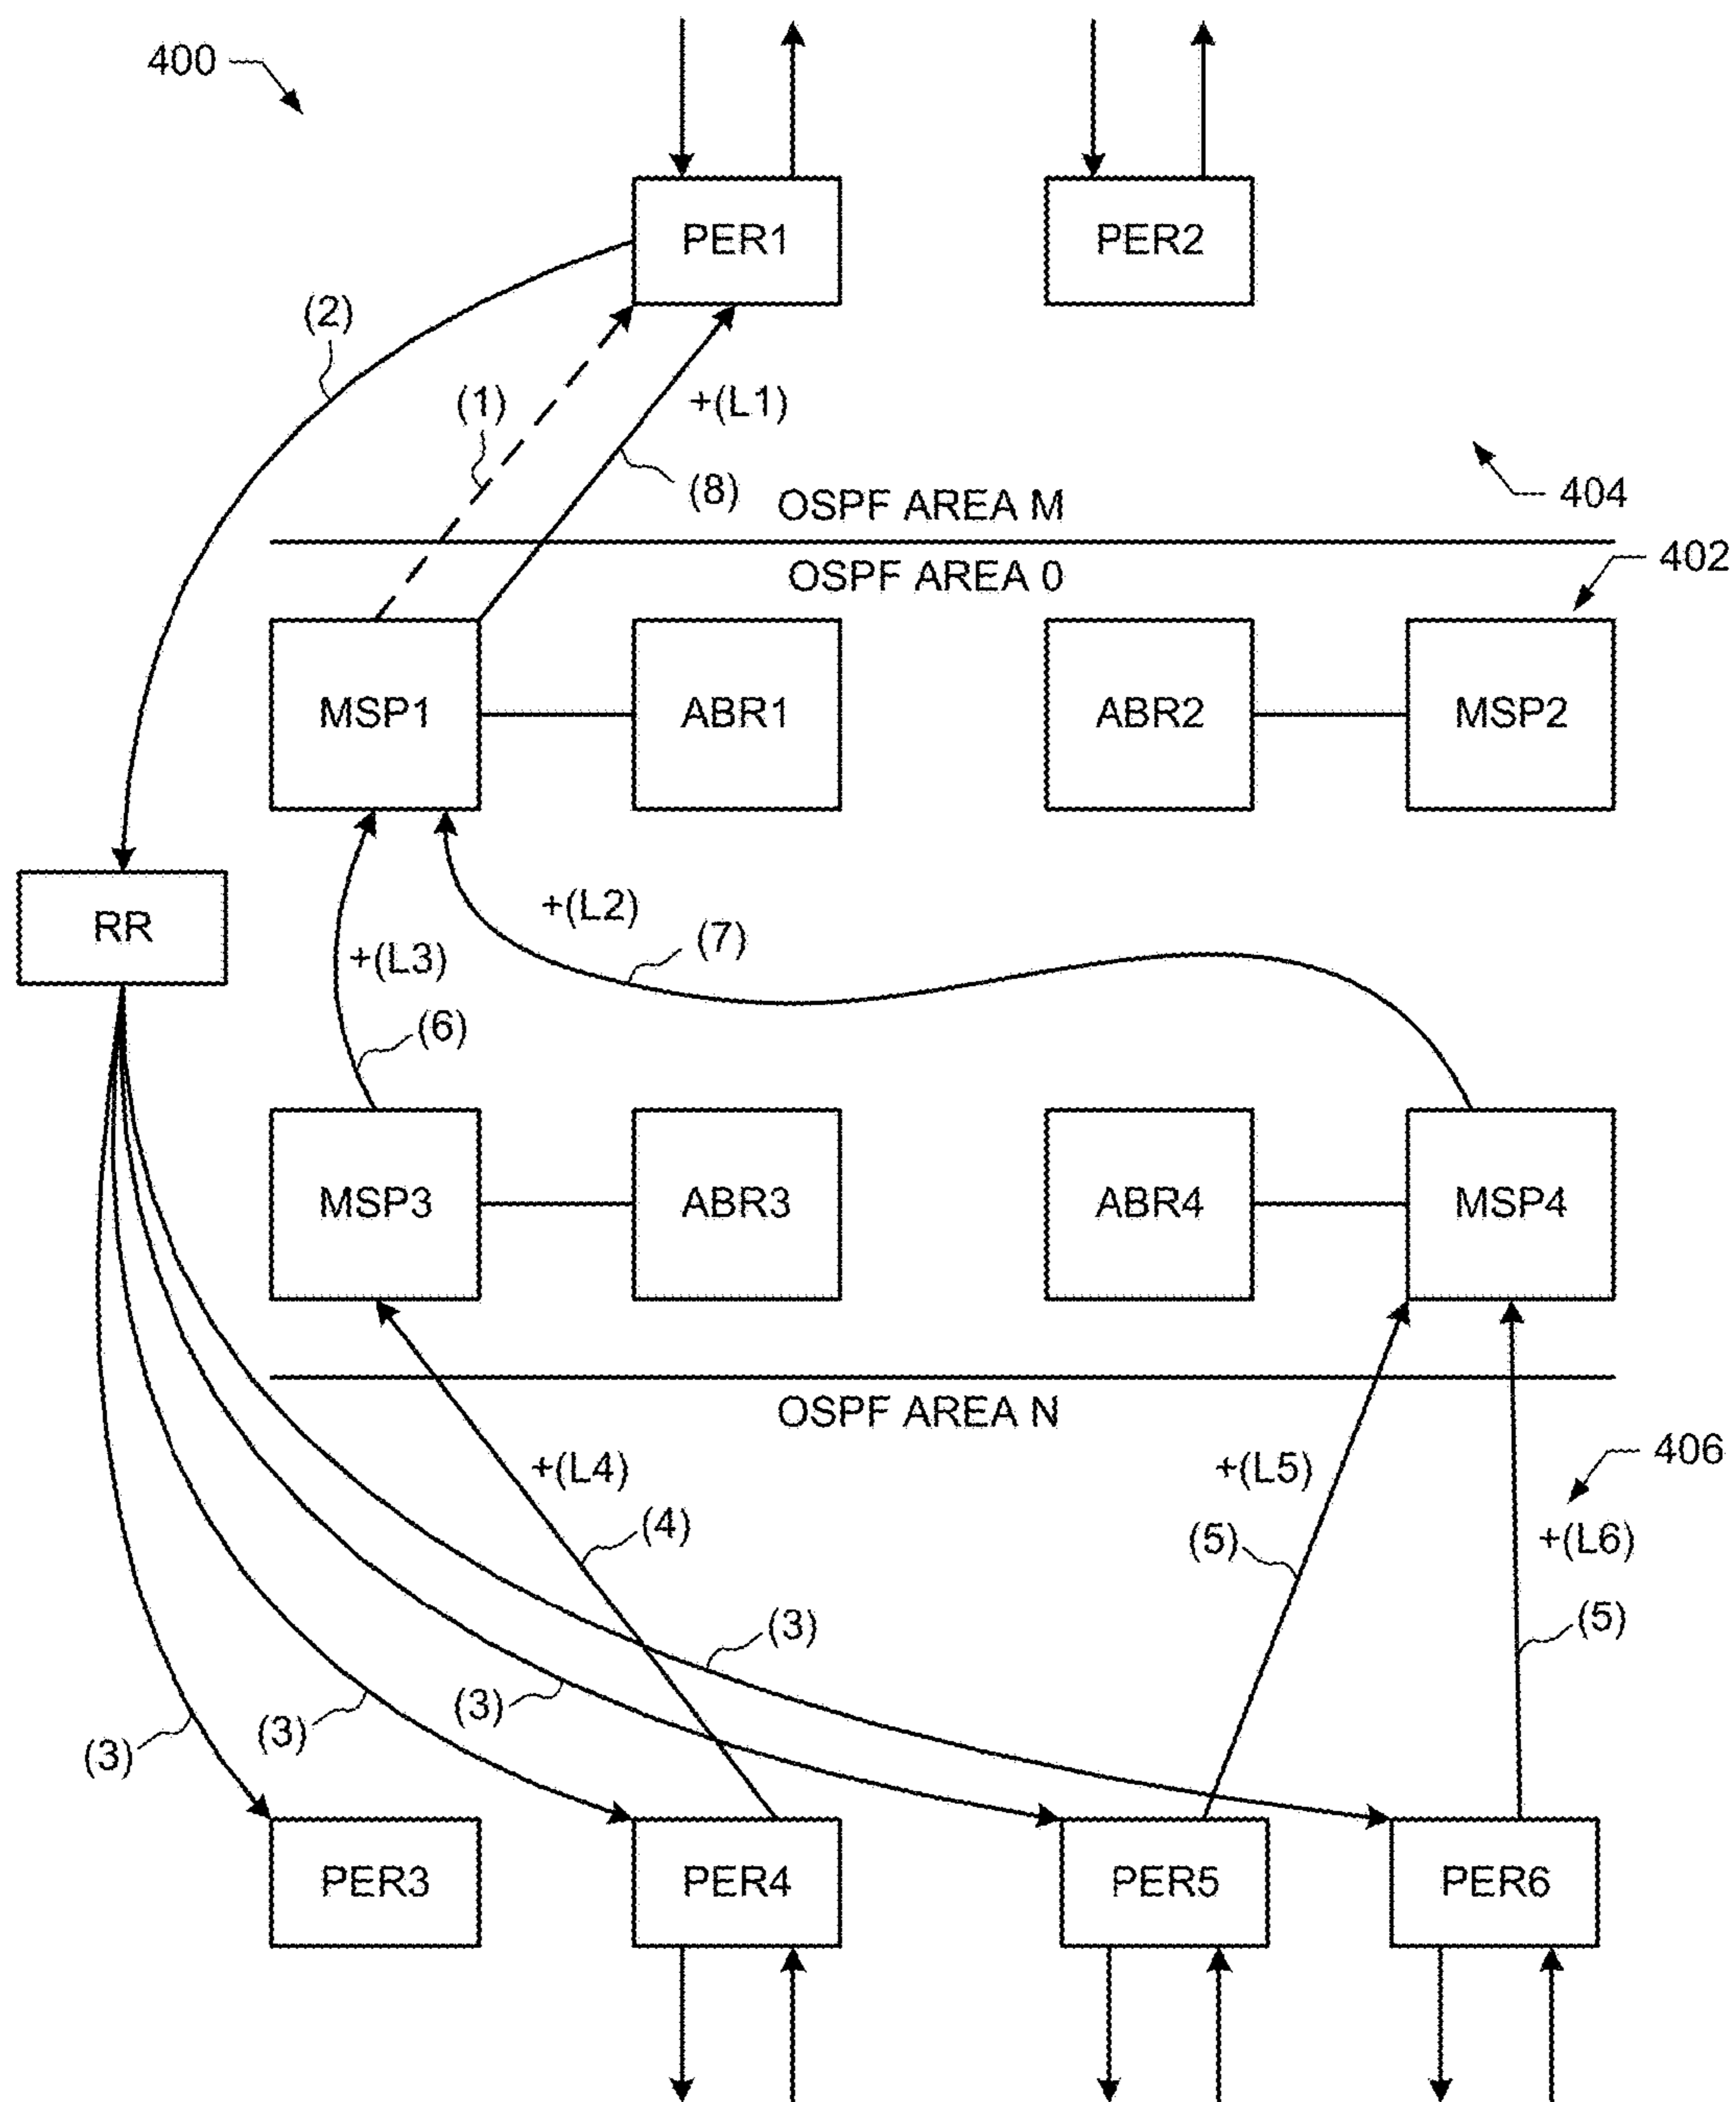 400
PER1
PER2
(2)
(1)
+(L1)
(8)
404
OSPF AREA M
OSPF AREA 0
402
MSP1
ABR1
ABR2
MSP2
RR
+(L2)
(7)
+(L3)
(6)
MSP3
ABR3
ABR4
MSP4
OSPF AREA N
406
+(L4)
+(L5)
(4)
(5)
+(L6)
(3)
(5)
(3)
(3)
(3)
PER3
PER4
PER5
PER6